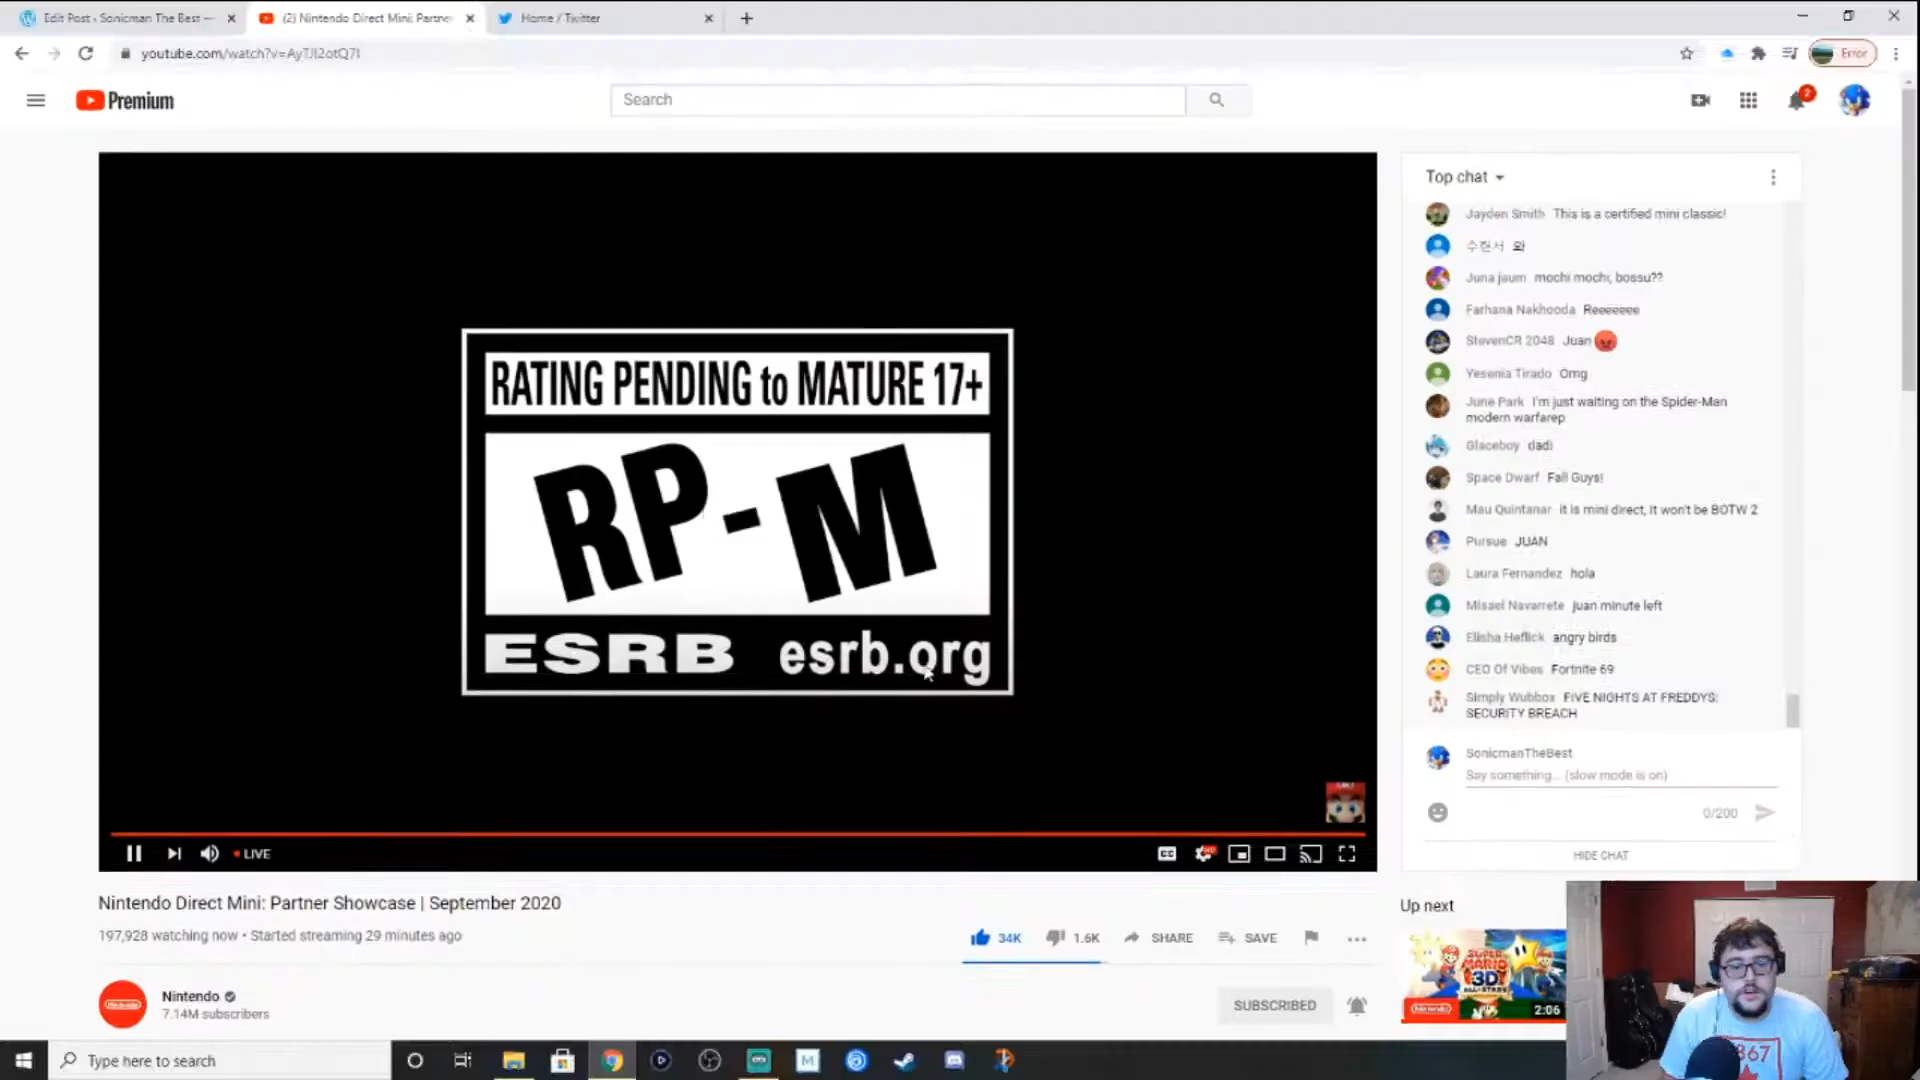 Edit Post ‹ Sonicman The Best —
(2) Nintendo Direct Mini: Partner
Home / Twitter
youtube.com/watch?v=AyTJI2otQ7I
Error
Premium
Search
2
RATING PENDING to MATURE 17+
RP-M
ESRB esrb.org
LIVE
Nintendo Direct Mini: Partner Showcase | September 2020
197,928 watching now • Started streaming 29 minutes ago
34K
1.6K
SHARE
SAVE
Nintendo
7.14M subscribers
SUBSCRIBED
Top chat
Jayden Smith This is a certified mini classic!
와
Juna jaum mochi mochi, bossu??
Farhana Nakhooda Reeeeeee
StevenCR 2048 Juan
Yesenia Tirado Omg
June Park I'm just waiting on the Spider-Man
modern warfarep
Glaceboy dadi
Space Dwarf Fall Guys!
Mau Quintanar it is mini direct, it won't be BOTW 2
Pursue JUAN
Laura Fernandez hola
Misael Navarrete juan minute left
Elisha Heflick angry birds
CEO Of Vibes Fortnite 69
Simply Wubbox FIVE NIGHTS AT FREDDYS:
SECURITY BREACH
SonicmanTheBest
Say something... (slow mode is on)
0/200
HIDE CHAT
Up next
SUPER
MARIO
3D
ALL-STARS
Nintendo
2:06
867
Type here to search